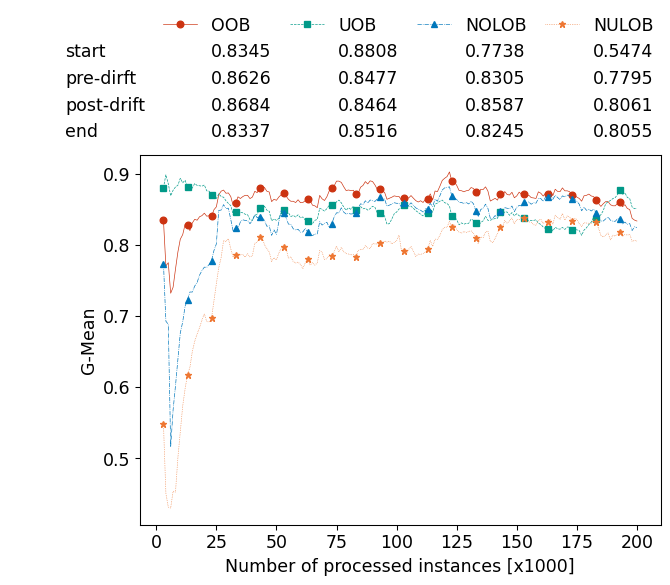 OOB UOB NOLOB NULOB
start 0.8345 0.8808 0.7738 0.5474
pre-dirft 0.8626 0.8477 0.8305 0.7795
post-drift 0.8684 0.8464 0.8587 0.8061
end 0.8337 0.8516 0.8245 0.8055
0.9
0.8
0.7
0.6
0.5
G-Mean
0 25 50 75 100 125 150 175 200
Number of processed instances [x1000]